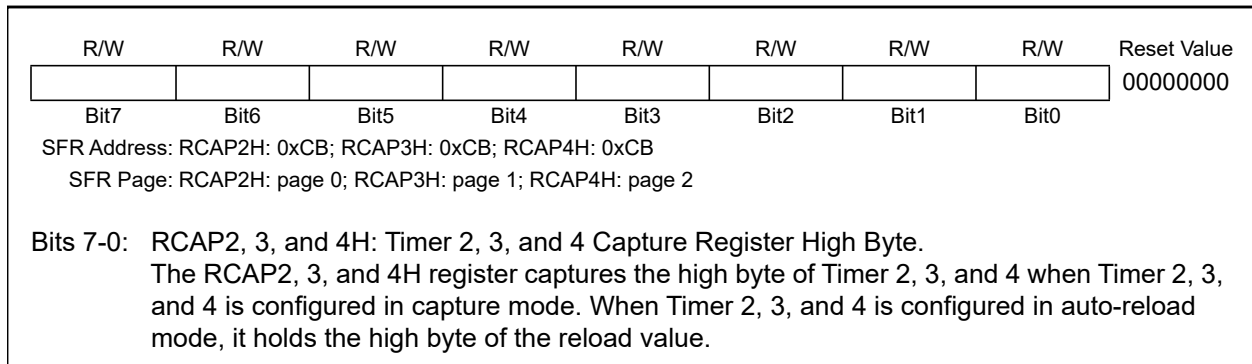 R/W R/W R/W R/W R/W R/W R/W R/W Reset Value
00000000
Bit7 Bit6 Bit5 Bit4 Bit3 Bit2 Bit1 Bit0
SFR Address: RCAP2H: 0xCB; RCAP3H: 0xCB; RCAP4H: 0xCB
SFR Page: RCAP2H: page 0; RCAP3H: page 1; RCAP4H: page 2
Bits 7-0: RCAP2, 3, and 4H: Timer 2, 3, and 4 Capture Register High Byte.
The RCAP2, 3, and 4H register captures the high byte of Timer 2, 3, and 4 when Timer 2, 3,
and 4 is configured in capture mode. When Timer 2, 3, and 4 is configured in auto-reload
mode, it holds the high byte of the reload value.